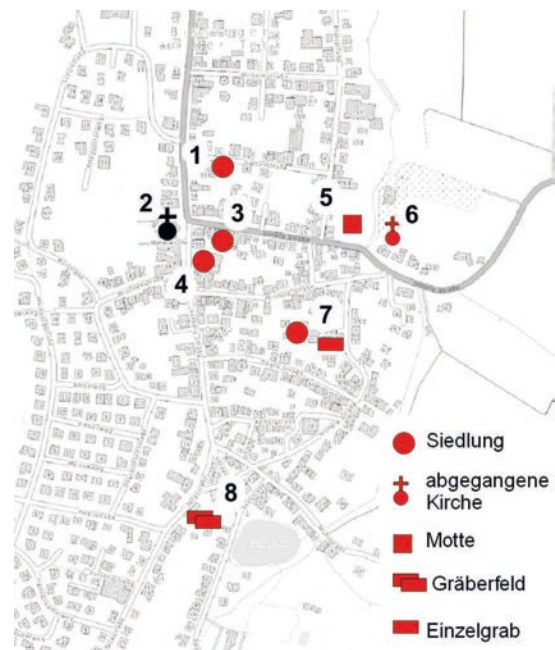 1
2
3
5
6
4
7
8
Siedlung
abgegangene
Kirche
Motte
Gräberfeld
Einzelgrab